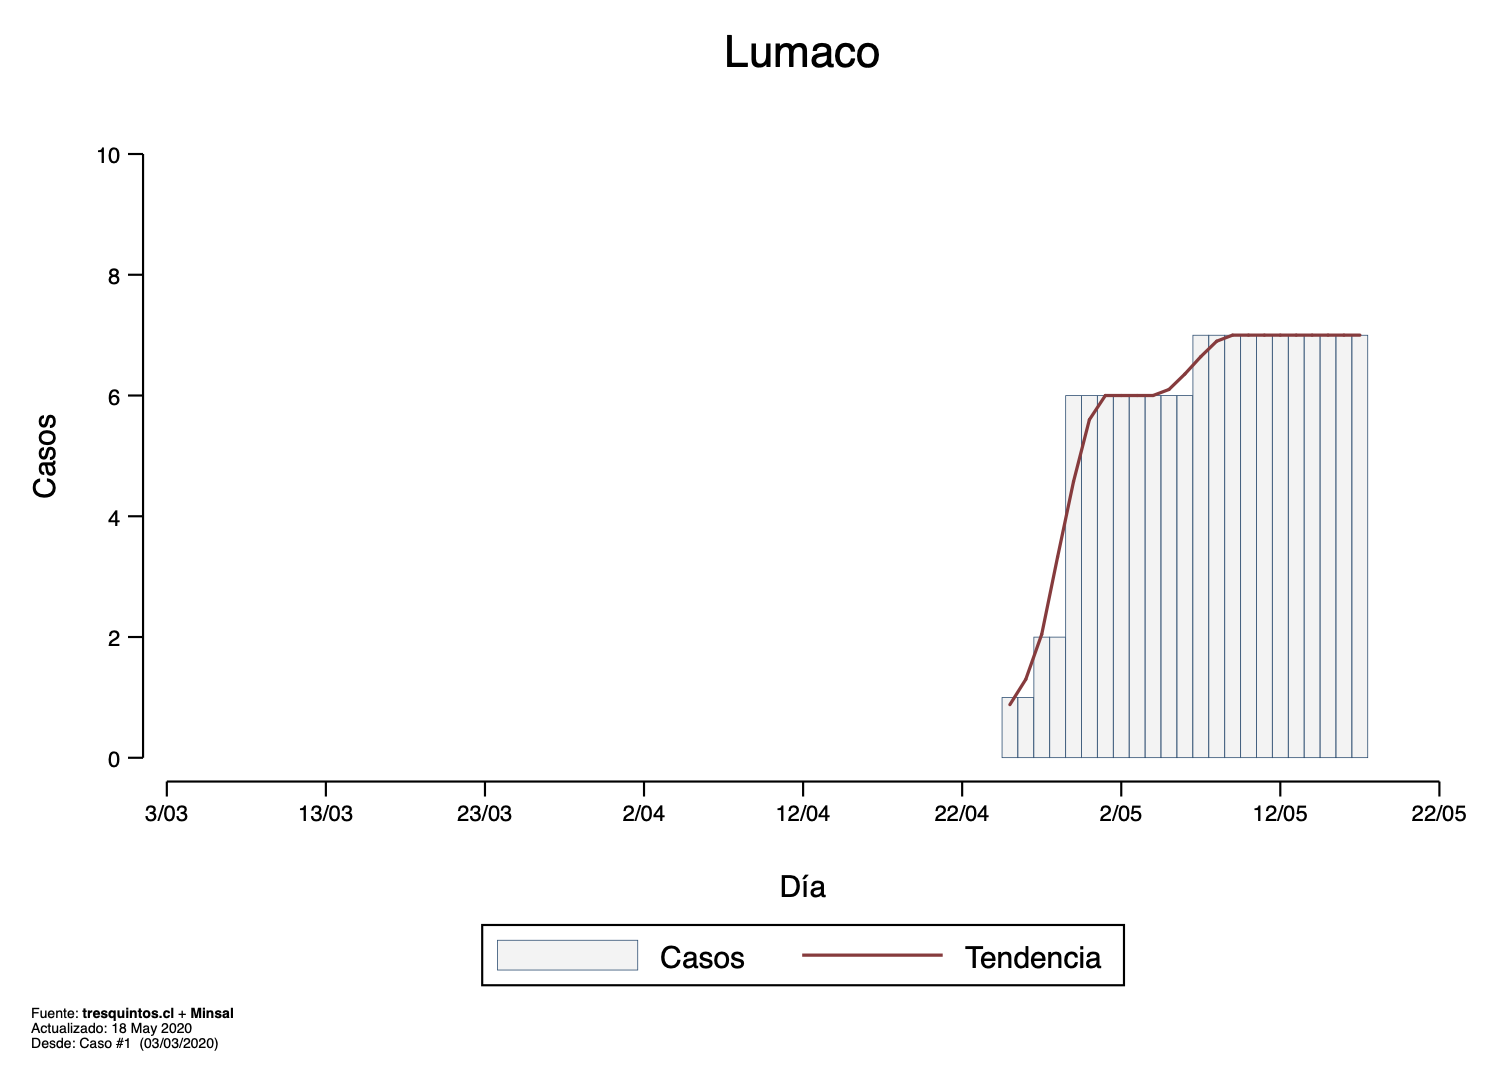 Lumaco
Casos
10
8
6
4
2
0
3/03 13/03 23/03 2/04 12/04 22/04 2/05 12/05 22/05
Día
Casos Tendencia
Fuente: tresquintos.cl + Minsal
Actualizado: 18 May 2020
Desde: Caso #1 (03/03/2020)